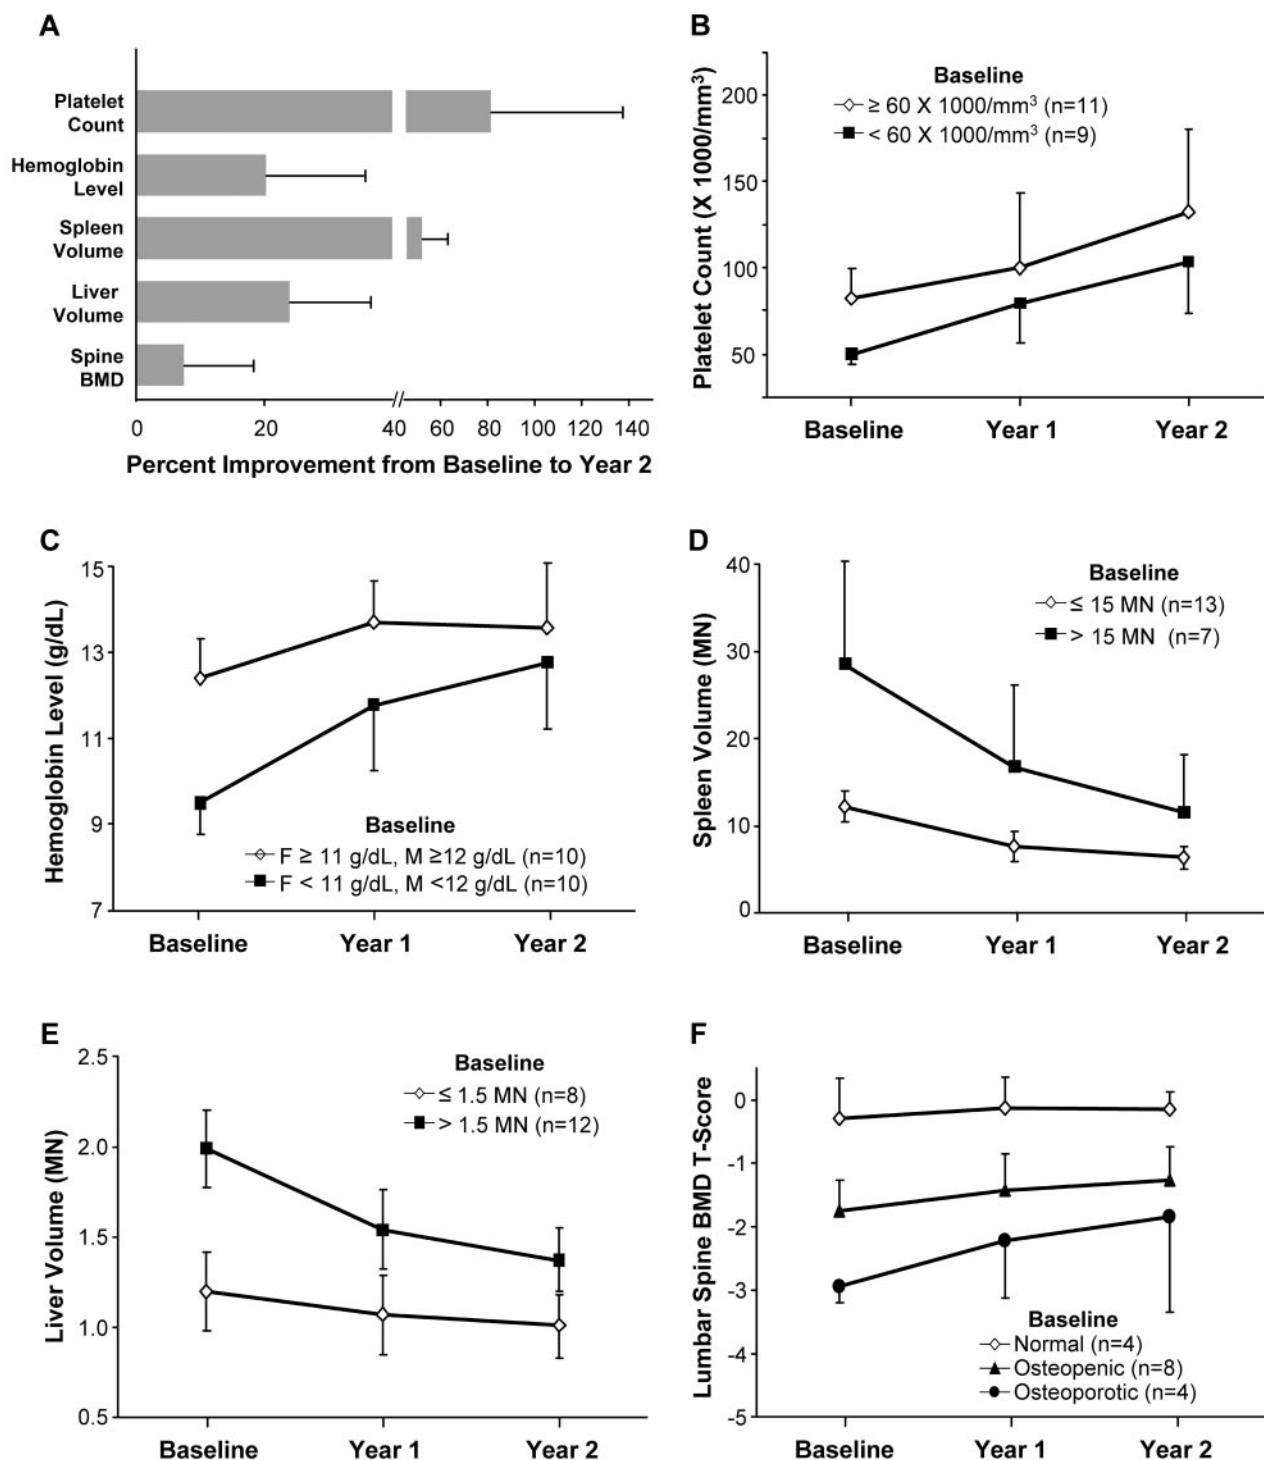 A
Platelet
Count
Hemoglobin
Level
Spleen
Volume
Liver
Volume
Spine
BMD
0 20 40 60 80 100 120 140
Percent Improvement from Baseline to Year 2
B
Platelet Count (X 1000/mm³)
200
150
100
50
Baseline
≥ 60 X 1000/mm³ (n=11)
< 60 X 1000/mm³ (n=9)
Baseline Year 1 Year 2
C
Hemoglobin Level (g/dL)
15
13
11
9
7
Baseline
F ≥ 11 g/dL, M ≥12 g/dL (n=10)
F < 11 g/dL, M <12 g/dL (n=10)
Baseline Year 1 Year 2
D
Spleen Volume (MN)
40
30
20
10
0
Baseline
≤ 15 MN (n=13)
> 15 MN (n=7)
Baseline Year 1 Year 2
E
Liver Volume (MN)
2.5
2.0
1.5
1.0
0.5
Baseline
≤ 1.5 MN (n=8)
> 1.5 MN (n=12)
Baseline Year 1 Year 2
F
Lumbar Spine BMD T-Score
0
-1
-2
-3
-4
-5
Baseline
Normal (n=4)
Osteopenic (n=8)
Osteoporotic (n=4)
Baseline Year 1 Year 2